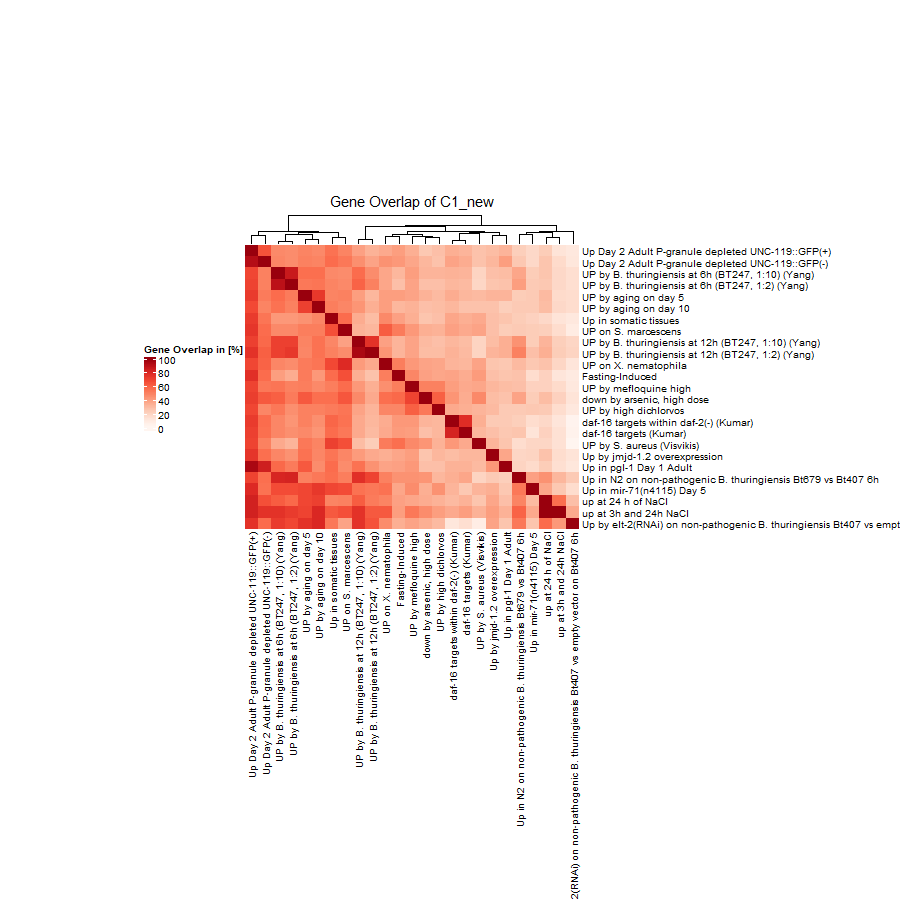 Gene Overlap of C1_new
Up Day 2 Adult P-granule depleted UNC-119::GFP(+)
Up Day 2 Adult P-granule depleted UNC-119::GFP(-)
UP by B. thuringiensis at 6h (BT247, 1:10) (Yang)
UP by B. thuringiensis at 6h (BT247, 1:2) (Yang)
UP by aging on day 5
UP by aging on day 10
Up in somatic tissues
UP on S. marcescens
UP by B. thuringiensis at 12h (BT247, 1:10) (Yang)
UP by B. thuringiensis at 12h (BT247, 1:2) (Yang)
UP on X. nematophila
Fasting-Induced
UP by mefloquine high
down by arsenic, high dose
UP by high dichlorvos
daf-16 targets within daf-2(-) (Kumar)
daf-16 targets (Kumar)
UP by S. aureus (Visvikis)
Up by jmjd-1.2 overexpression
Up in pgl-1 Day 1 Adult
Up in N2 on non-pathogenic B. thuringiensis Bt679 vs Bt407 6h
Up in mir-71(n4115) Day 5
up at 24 h of NaCl
up at 3h and 24h NaCl
Up by elt-2(RNAi) on non-pathogenic B. thuringiensis Bt407 vs empt
Gene Overlap in [%]
100
80
60
40
20
0
Up Day 2 Adult P-granule depleted UNC-119::GFP(+)
Up Day 2 Adult P-granule depleted UNC-119::GFP(-)
UP by B. thuringiensis at 6h (BT247, 1:10) (Yang)
UP by B. thuringiensis at 6h (BT247, 1:2) (Yang)
UP by aging on day 5
UP by aging on day 10
Up in somatic tissues
UP on S. marcescens
UP by B. thuringiensis at 12h (BT247, 1:10) (Yang)
UP by B. thuringiensis at 12h (BT247, 1:2) (Yang)
UP on X. nematophila
Fasting-Induced
UP by mefloquine high
down by arsenic, high dose
UP by high dichlorvos
daf-16 targets within daf-2(-) (Kumar)
daf-16 targets (Kumar)
UP by S. aureus (Visvikis)
Up by jmjd-1.2 overexpression
Up in pgl-1 Day 1 Adult
Up in N2 on non-pathogenic B. thuringiensis Bt679 vs Bt407 6h
Up in mir-71(n4115) Day 5
up at 24 h of NaCl
up at 3h and 24h NaCl
2(RNAi) on non-pathogenic B. thuringiensis Bt407 vs empty vector on Bt407 6h